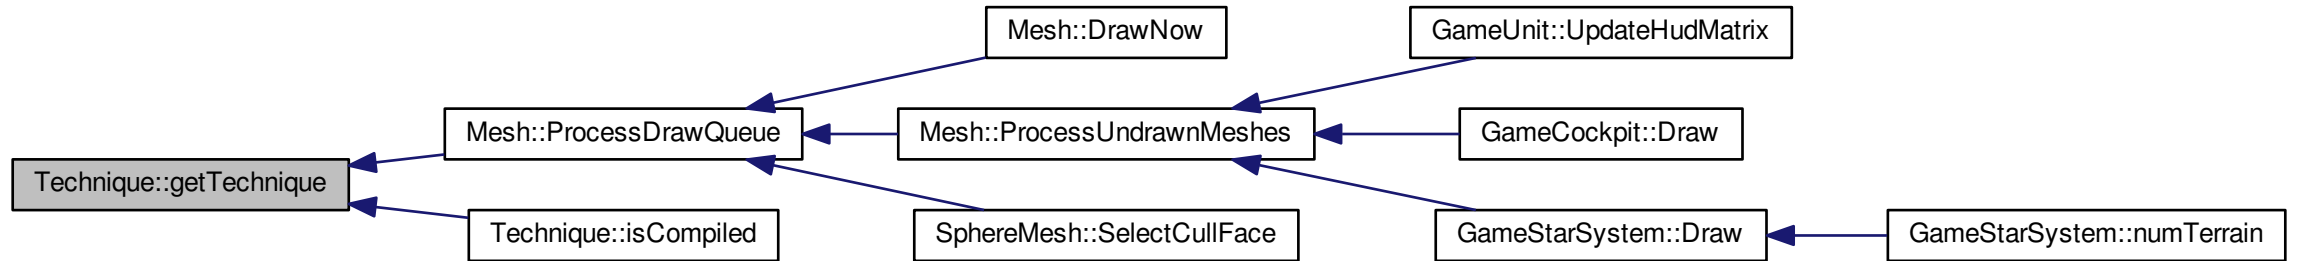 Mesh::DrawNow
GameUnit::UpdateHudMatrix
Mesh::ProcessDrawQueue
Mesh::ProcessUndrawnMeshes
GameCockpit::Draw
Technique::getTechnique
Technique::isCompiled
SphereMesh::SelectCullFace
GameStarSystem::Draw
GameStarSystem::numTerrain